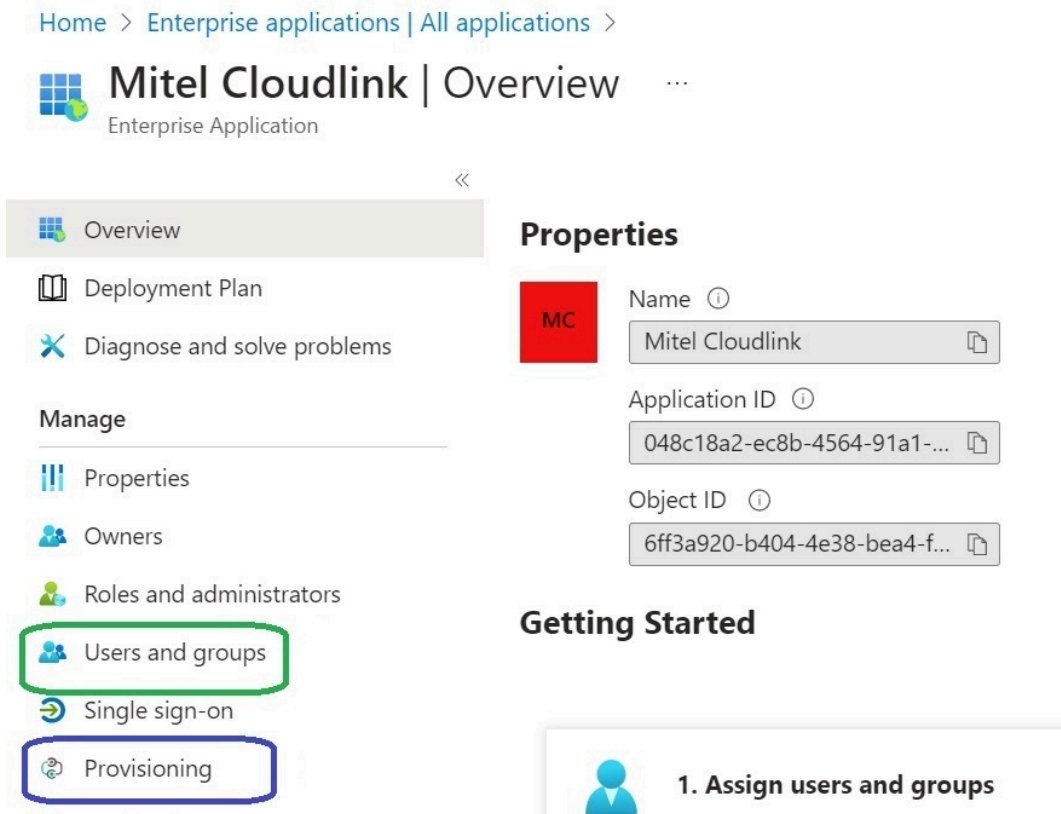 Home > Enterprise applications | All applications >
Mitel Cloudlink | Overview ...
Enterprise Application
«
Overview
Deployment Plan
Diagnose and solve problems
Manage
Properties
Owners
Roles and administrators
Users and groups
Single sign-on
Provisioning
Properties
MC
Name
Mitel Cloudlink
Application ID
048c18a2-ec8b-4564-91a1-...
Object ID
6ff3a920-b404-4e38-bea4-f...
Getting Started
1. Assign users and groups